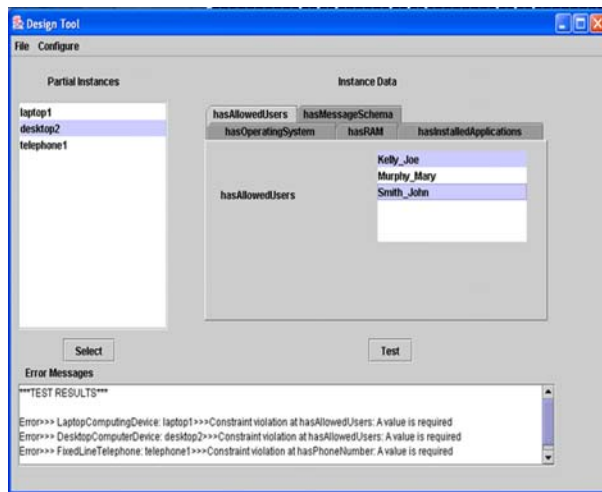 Design Tool
File Configure
Partial Instances
Instance Data
laptop1
desktop2
telephone1
hasAllowedUsers hasMessageSchema
hasOperatingSystem hasRAM hasInstalledApplications
hasAllowedUsers
Kelly_Joe
Murphy_Mary
Smith_John
Select
Test
Error Messages
***TEST RESULTS***
Error>>> LaptopComputingDevice: laptop1>>>Constraint violation at hasAllowedUsers: A value is required
Error>>> DesktopComputerDevice: desktop2>>>Constraint violation at hasAllowedUsers: A value is required
Error>>> FixedLineTelephone: telephone1>>>Constraint violation at hasPhoneNumber: A value is required